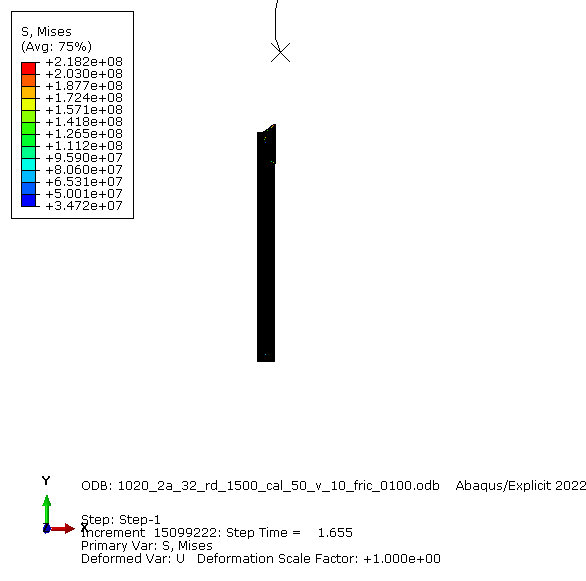 S, Mises
(Avg: 75%)
+2.182e+08
+2.030e+08
+1.877e+08
+1.724e+08
+1.571e+08
+1.418e+08
+1.265e+08
+1.112e+08
+9.590e+07
+8.060e+07
+6.531e+07
+5.001e+07
+3.472e+07
Y
X
Z
ODB: 1020_2a_32_rd_1500_cal_50_v_10_fric_0100.odb Abaqus/Explicit 2022
Step: Step-1
Increment 15099222: Step Time = 1.655
Primary Var: S, Mises
Deformed Var: U Deformation Scale Factor: +1.000e+00